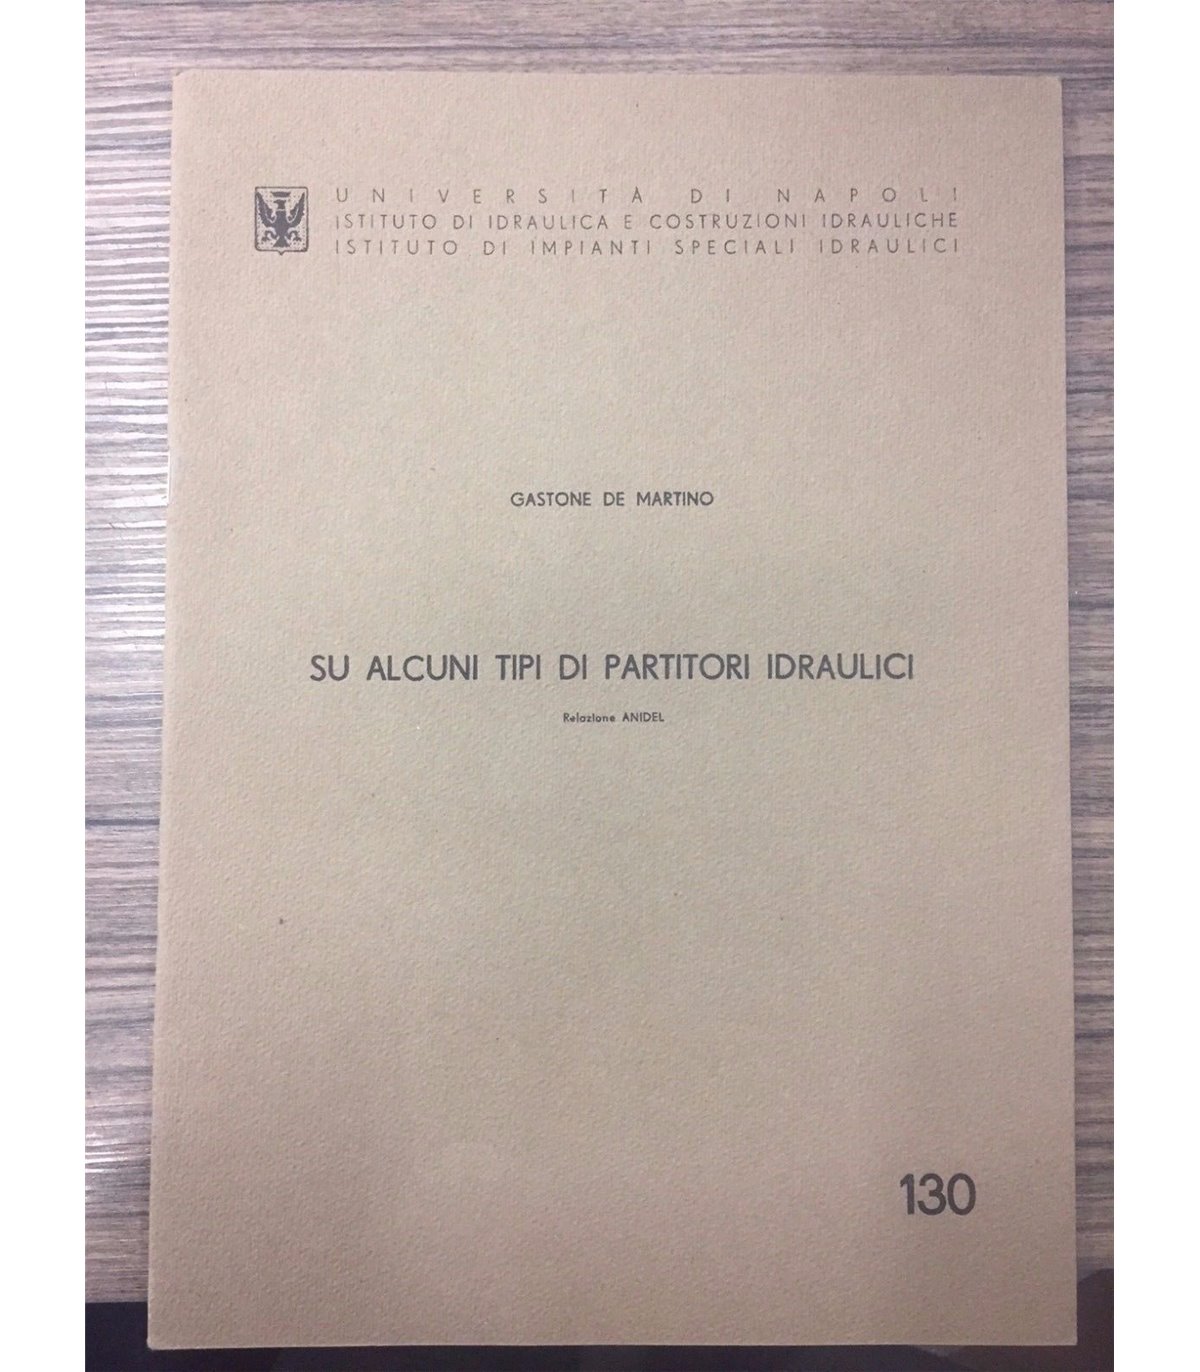 UNIVERSITÀ DI NAPOLI
ISTITUTO DI IDRAULICA E COSTRUZIONI IDRAULICHE
ISTITUTO DI IMPIANTI SPECIALI IDRAULICI
GASTONE DE MARTINO
SU ALCUNI TIPI DI PARTITORI IDRAULICI
Relazione ANIDEL
130